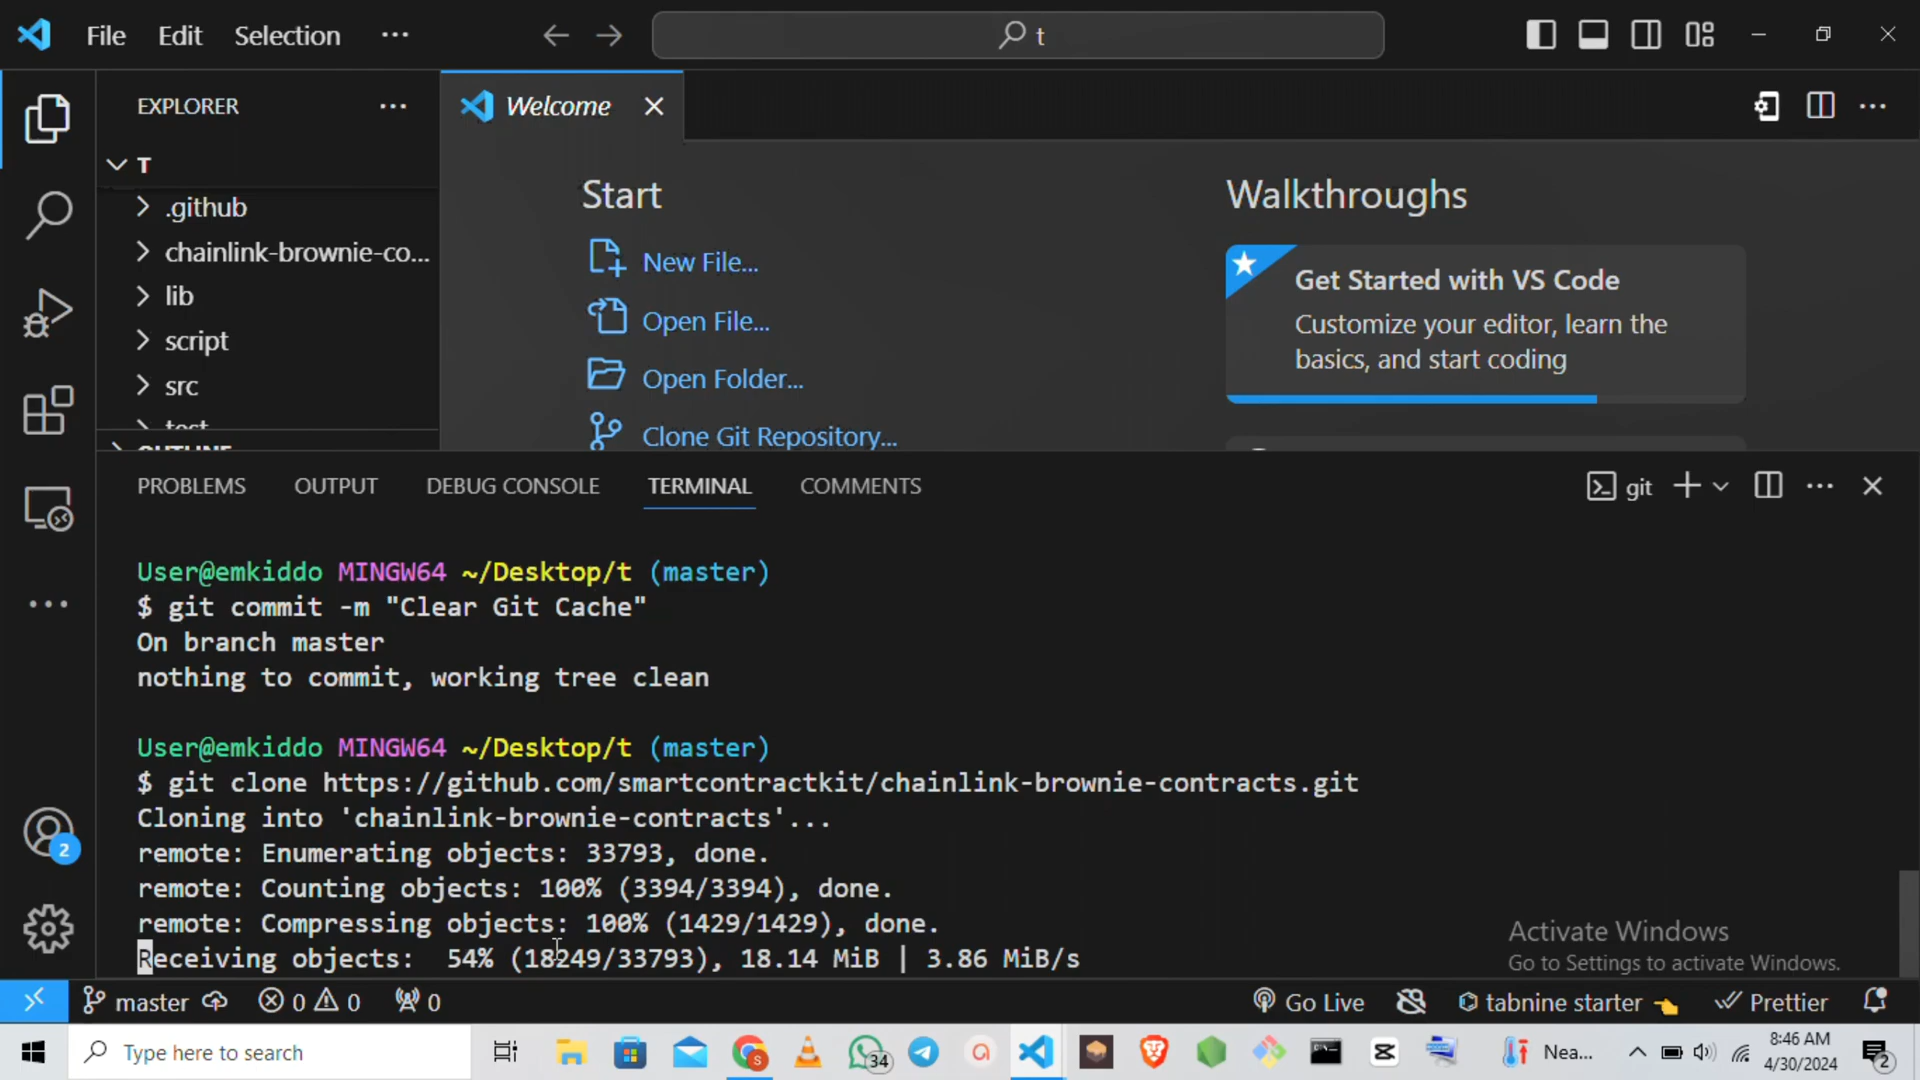 File Edit Selection ···
t
EXPLORER ···
Welcome
T
.github
chainlink-brownie-co...
lib
script
src
test
OUTLINE
Start
New File...
Open File...
Open Folder...
Clone Git Repository...
Walkthroughs
Get Started with VS Code
Customize your editor, learn the
basics, and start coding
PROBLEMS OUTPUT DEBUG CONSOLE TERMINAL COMMENTS
git
User@emkiddo MINGW64 ~/Desktop/t (master)
$ git commit -m "Clear Git Cache"
On branch master
nothing to commit, working tree clean
User@emkiddo MINGW64 ~/Desktop/t (master)
$ git clone https://github.com/smartcontractkit/chainlink-brownie-contracts.git
Cloning into 'chainlink-brownie-contracts'...
remote: Enumerating objects: 33793, done.
remote: Counting objects: 100% (3394/3394), done.
remote: Compressing objects: 100% (1429/1429), done.
Receiving objects:  54% (18249/33793), 18.14 MiB | 3.86 MiB/s
Activate Windows
Go to Settings to activate Windows.
2
master 0 0 0
Go Live tabnine starter Prettier
Type here to search
34
Nea...
8:46 AM
4/30/2024
2